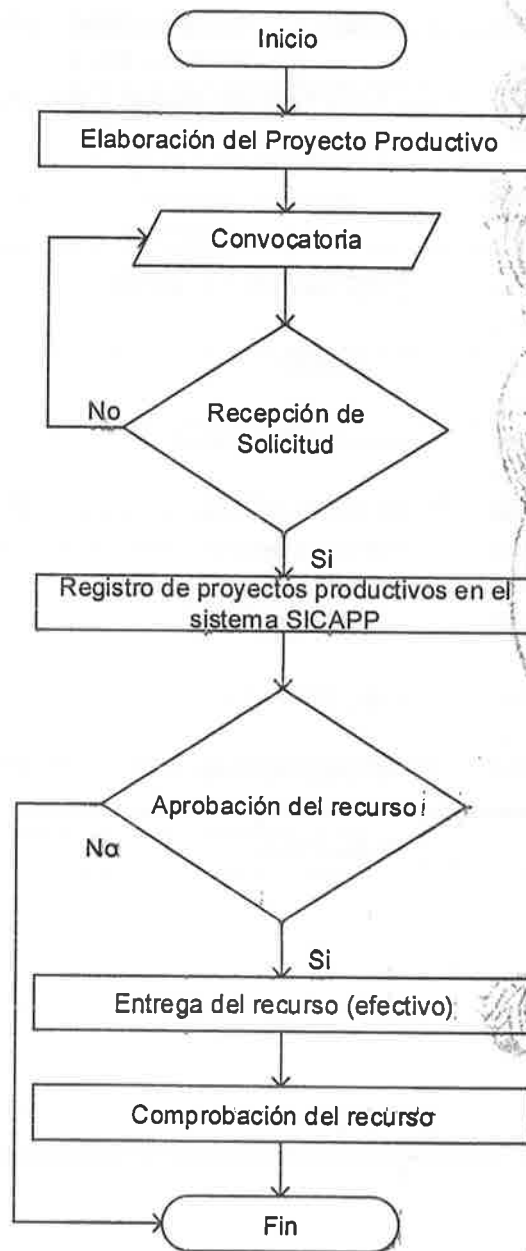 Inicio
Elaboración del Proyecto Productivo
Convocatoria
No
Recepción de
Solicitud
Si
Registro de proyectos productivos en el
sistema SICAPP
Aprobación del recurso
No
Si
Entrega del recurso (efectivo)
Comprobación del recurso
Fin